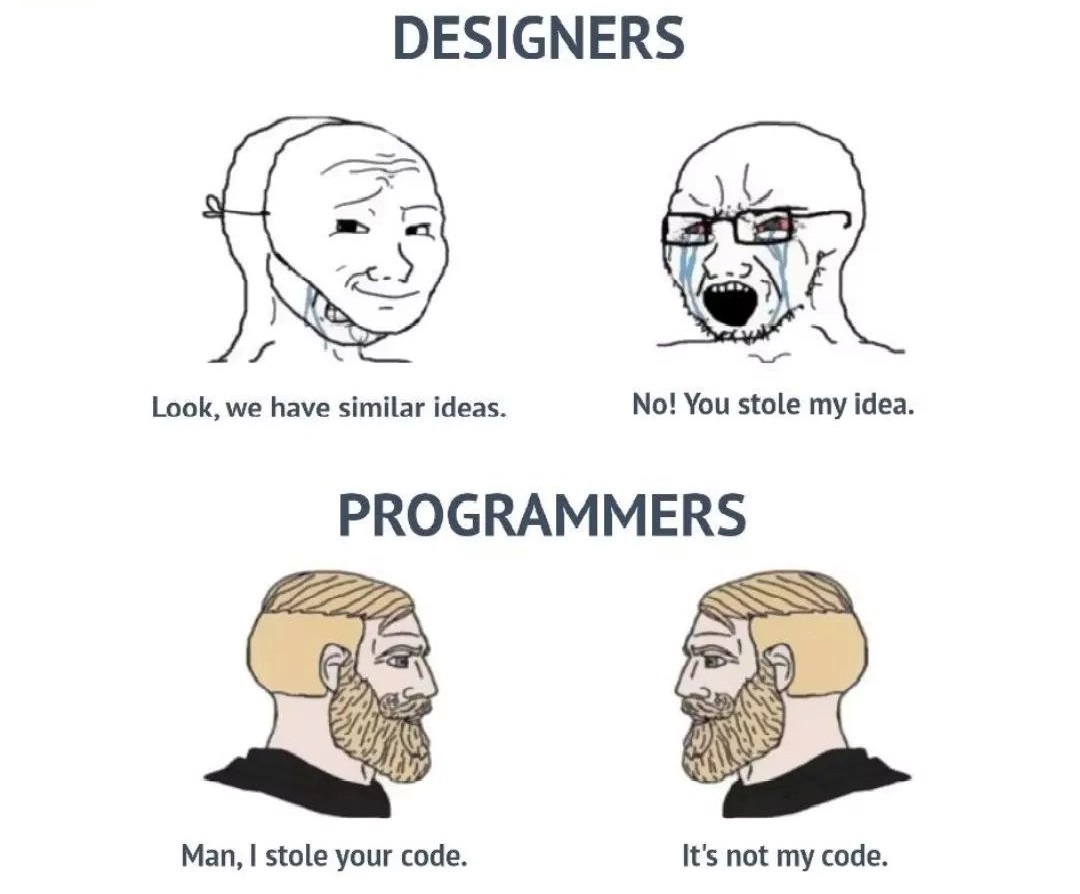 DESIGNERS
Look, we have similar ideas.
No! You stole my idea.
PROGRAMMERS
Man, I stole your code.
It's not my code.